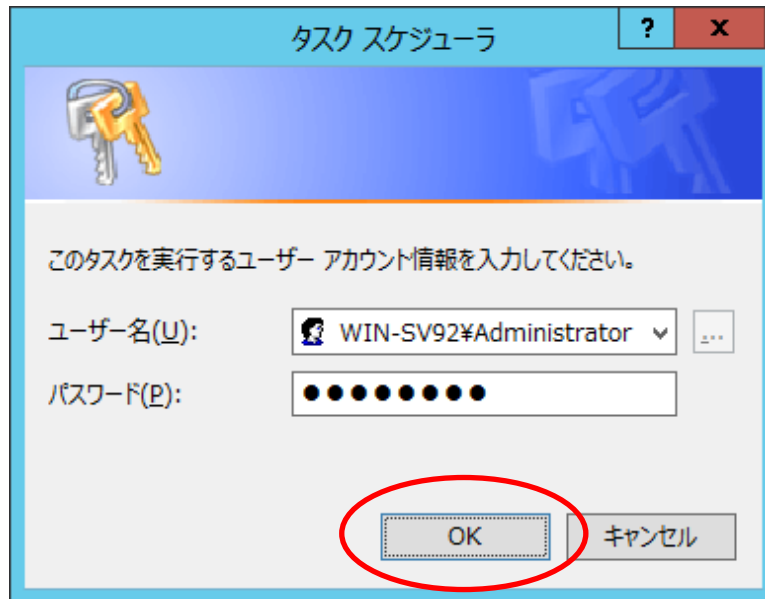 タスク スケジューラ
? x
このタスクを実行するユーザー アカウント情報を入力してください。
ユーザー名(U): WIN-SV92¥Administrator ...
パスワード(P): ●●●●●●●●
OK キャンセル